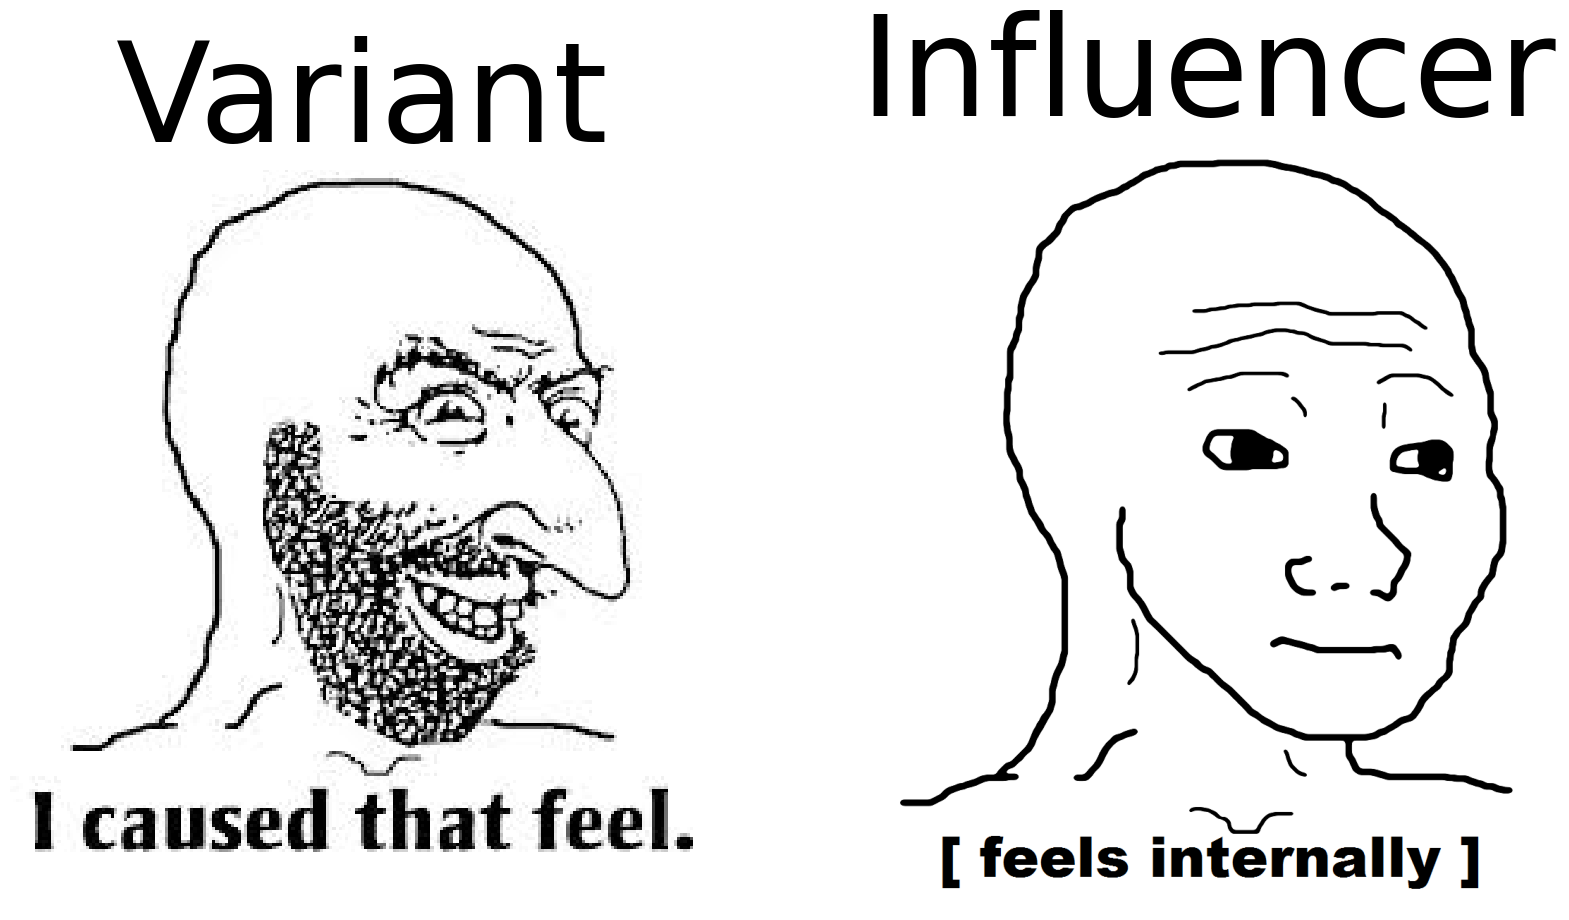 Variant
I caused that feel.
Influencer
[ feels internally ]